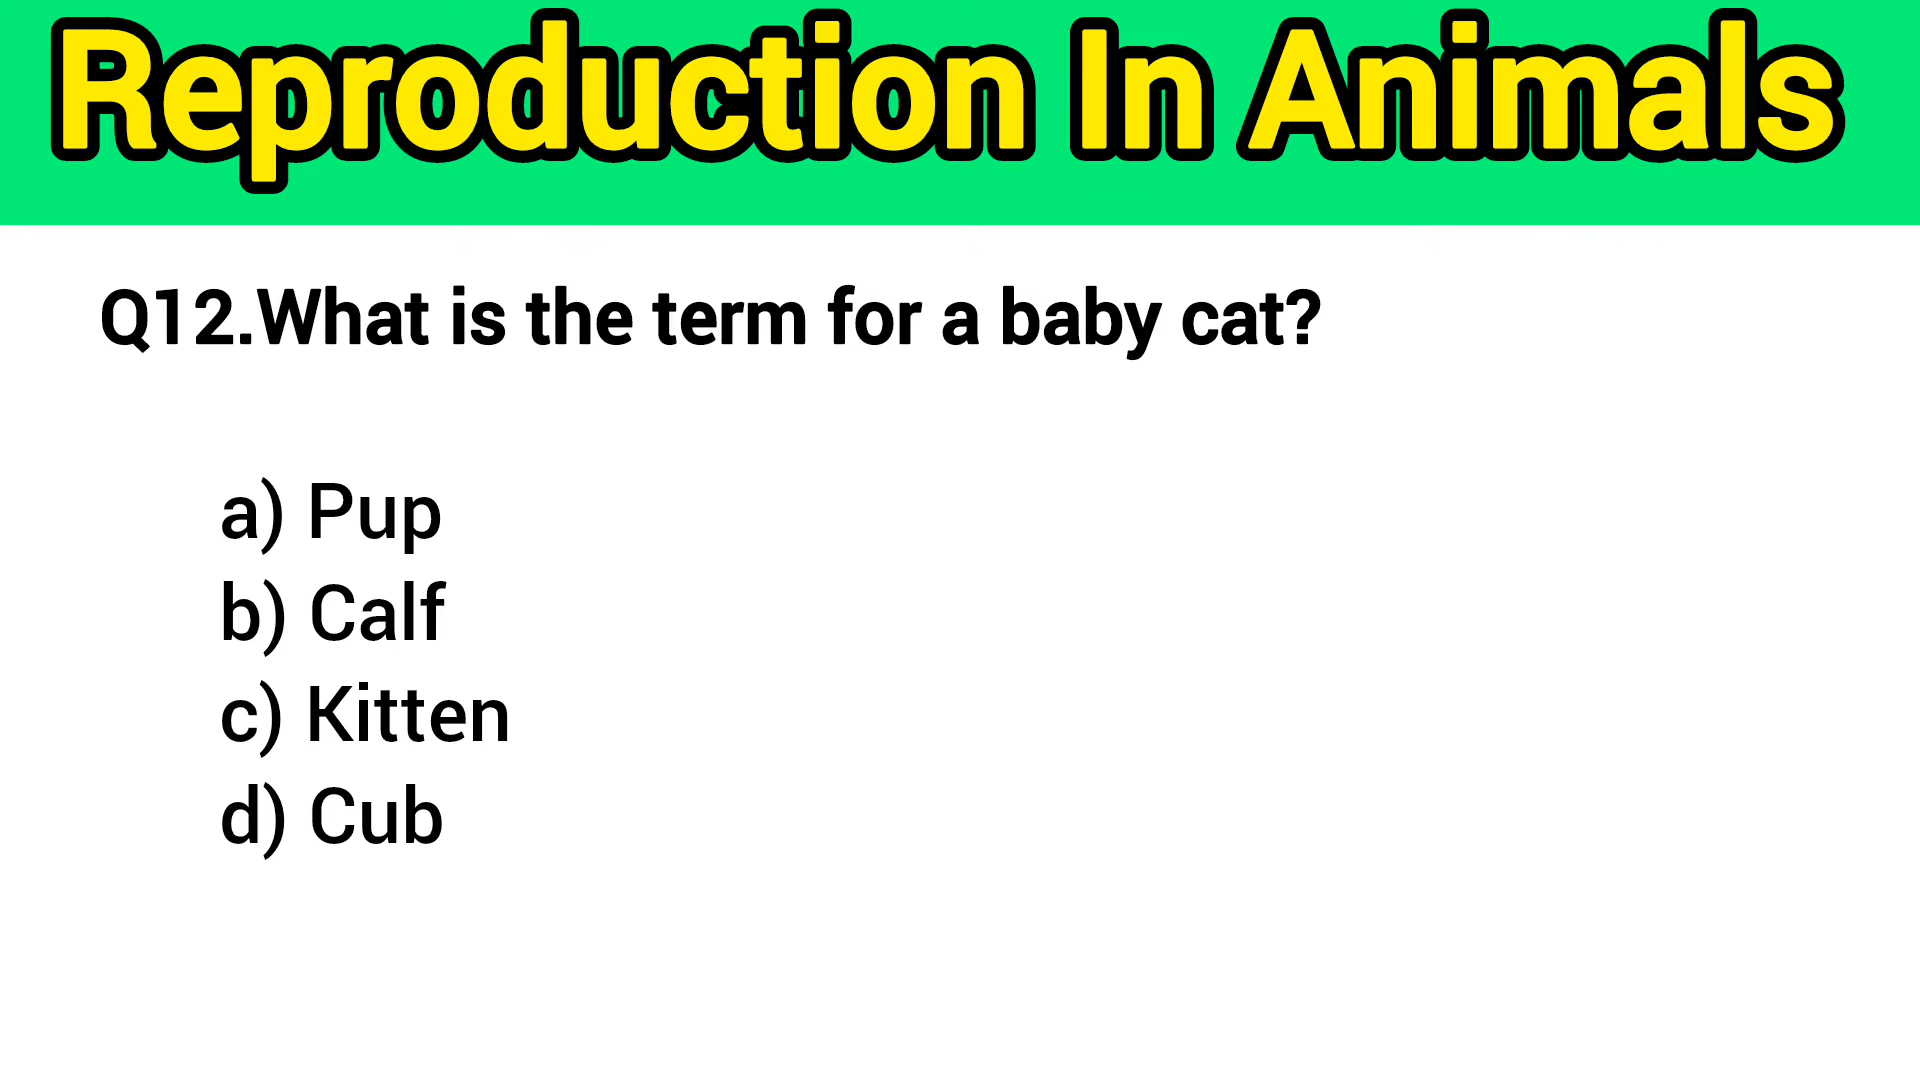 Reproduction In Animals
Q12.What is the term for a baby cat?
a) Pup
b) Calf
c) Kitten
d) Cub